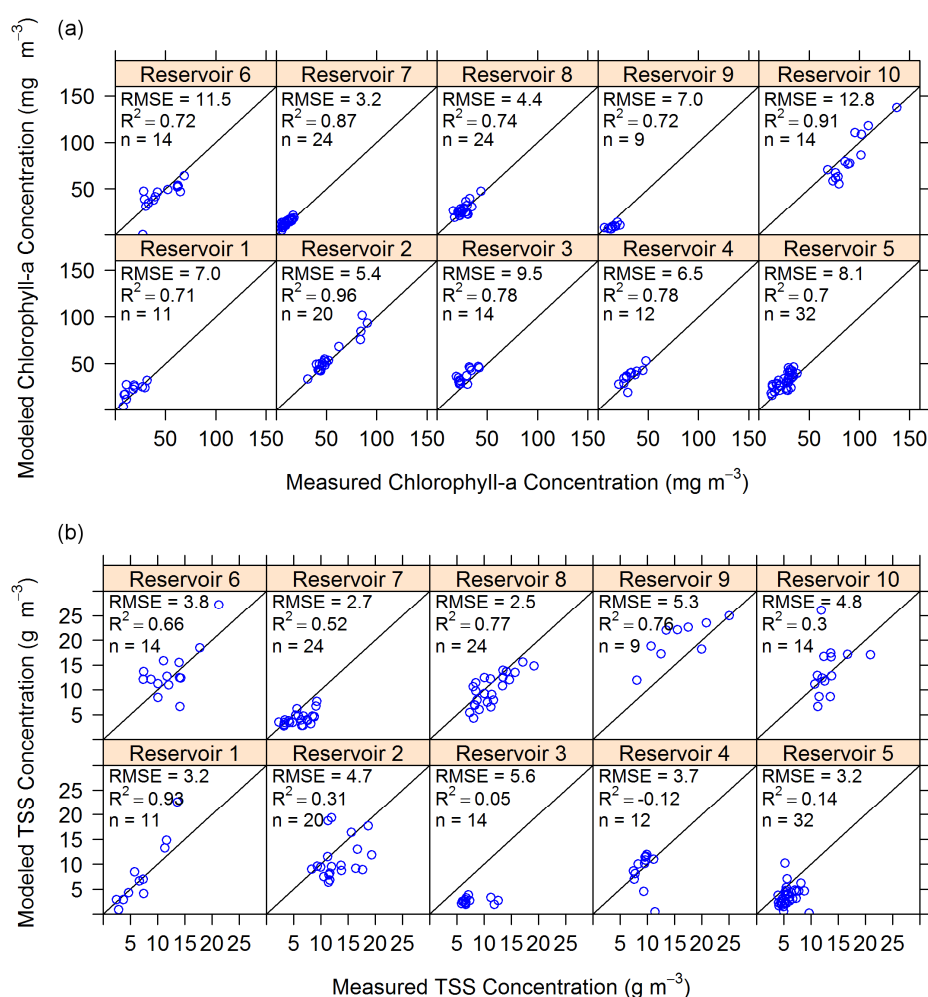 (a)
Modeled Chlorophyll-a Concentration (mg m⁻³)
Reservoir 6 Reservoir 7 Reservoir 8 Reservoir 9 Reservoir 10
RMSE = 11.5 RMSE = 3.2 RMSE = 4.4 RMSE = 7.0 RMSE = 12.8
R² = 0.72 R² = 0.87 R² = 0.74 R² = 0.72 R² = 0.91
n = 14 n = 24 n = 24 n = 9 n = 14
150
100
50
Reservoir 1 Reservoir 2 Reservoir 3 Reservoir 4 Reservoir 5
RMSE = 7.0 RMSE = 5.4 RMSE = 9.5 RMSE = 6.5 RMSE = 8.1
R² = 0.71 R² = 0.96 R² = 0.78 R² = 0.78 R² = 0.7
n = 11 n = 20 n = 14 n = 12 n = 32
150
100
50
50 100 150 50 100 150 50 100 150 50 100 150 50 100 150
Measured Chlorophyll-a Concentration (mg m⁻³)
(b)
Modeled TSS Concentration (g m⁻³)
Reservoir 6 Reservoir 7 Reservoir 8 Reservoir 9 Reservoir 10
RMSE = 3.8 RMSE = 2.7 RMSE = 2.5 RMSE = 5.3 RMSE = 4.8
R² = 0.66 R² = 0.52 R² = 0.77 R² = 0.76 R² = 0.3
n = 14 n = 24 n = 24 n = 9 n = 14
25
20
15
10
5
Reservoir 1 Reservoir 2 Reservoir 3 Reservoir 4 Reservoir 5
RMSE = 3.2 RMSE = 4.7 RMSE = 5.6 RMSE = 3.7 RMSE = 3.2
R² = 0.93 R² = 0.31 R² = 0.05 R² = -0.12 R² = 0.14
n = 11 n = 20 n = 14 n = 12 n = 32
25
20
15
10
5
5 10 15 20 25 5 10 15 20 25 5 10 15 20 25 5 10 15 20 25 5 10 15 20 25
Measured TSS Concentration (g m⁻³)